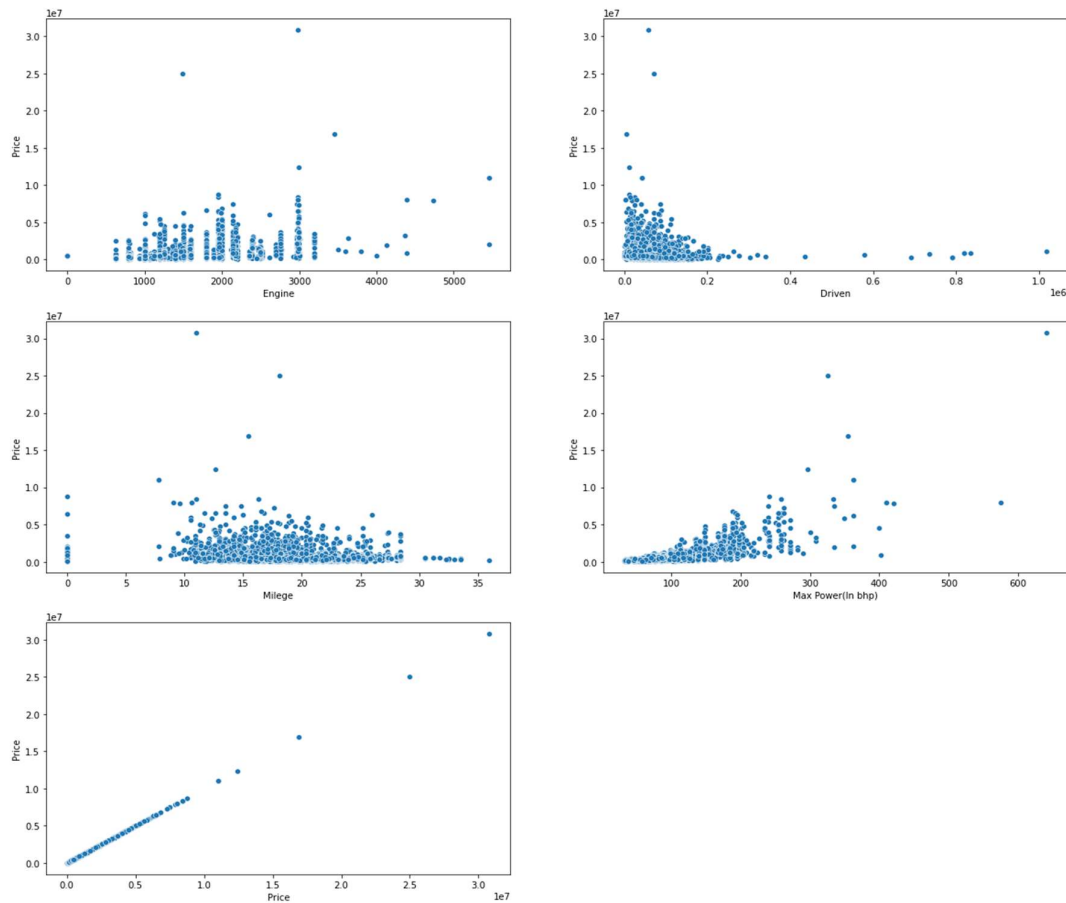 1e7
3.0
2.5
2.0
1.5
1.0
0.5
0.0
Price
0 1000 2000 3000 4000 5000
Engine
1e7
3.0
2.5
2.0
1.5
1.0
0.5
0.0
Price
0.0 0.2 0.4 0.6 0.8 1.0
Driven
1e6
1e7
3.0
2.5
2.0
1.5
1.0
0.5
0.0
Price
0 5 10 15 20 25 30 35
Milege
1e7
3.0
2.5
2.0
1.5
1.0
0.5
0.0
Price
100 200 300 400 500 600
Max Power(In bhp)
1e7
3.0
2.5
2.0
1.5
1.0
0.5
0.0
Price
0.0 0.5 1.0 1.5 2.0 2.5 3.0
Price
1e7